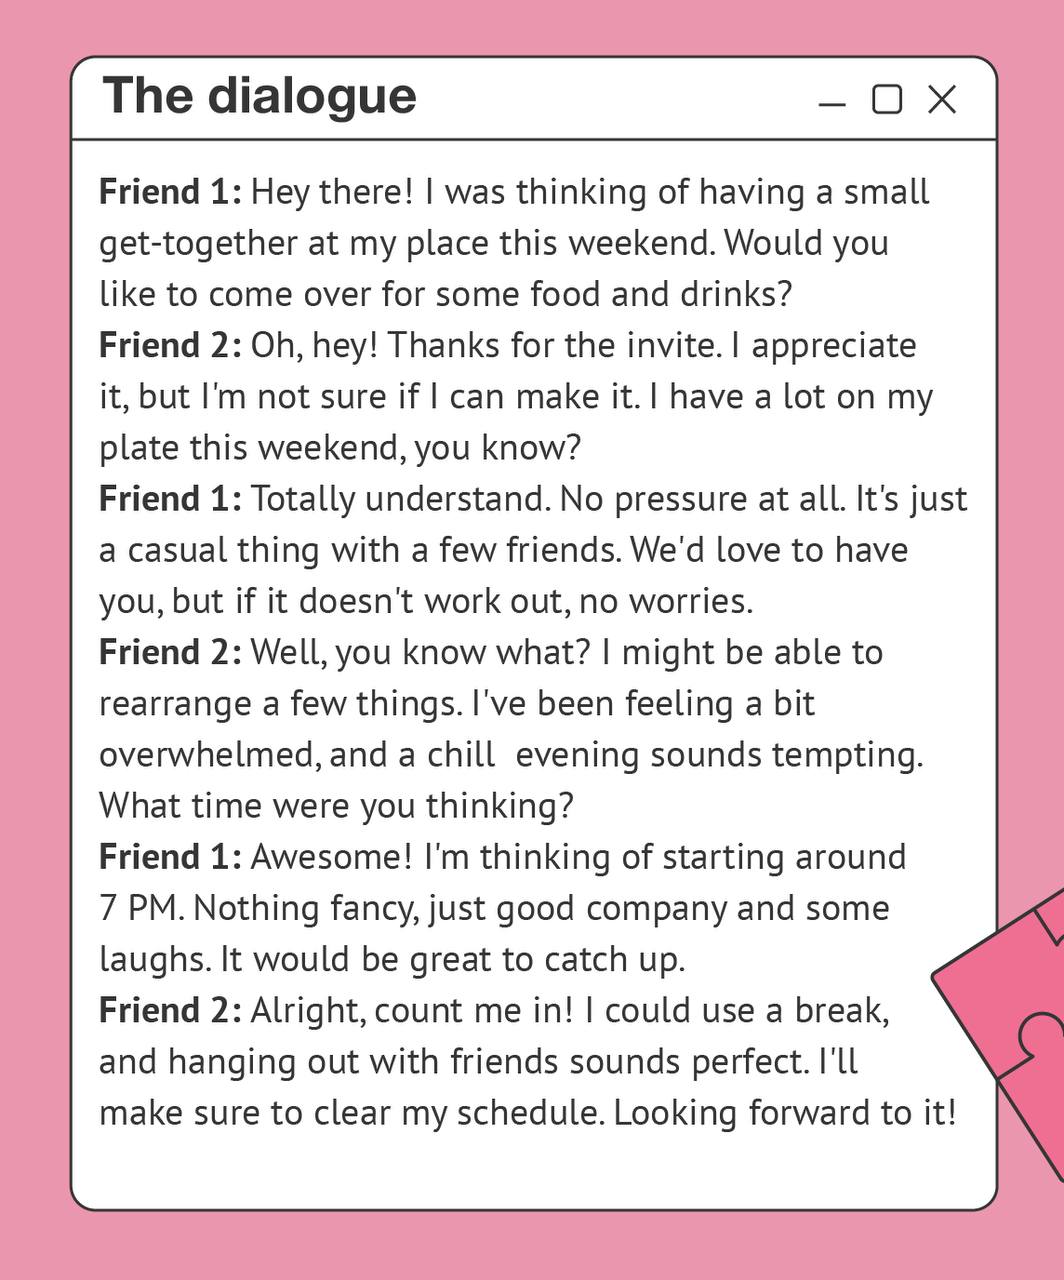 The dialogue
Friend 1: Hey there! I was thinking of having a small
get-together at my place this weekend. Would you
like to come over for some food and drinks?
Friend 2: Oh, hey! Thanks for the invite. I appreciate
it, but I'm not sure if I can make it. I have a lot on my
plate this weekend, you know?
Friend 1: Totally understand. No pressure at all. It's just
a casual thing with a few friends. We'd love to have
you, but if it doesn't work out, no worries.
Friend 2: Well, you know what? I might be able to
rearrange a few things. I've been feeling a bit
overwhelmed, and a chill  evening sounds tempting.
What time were you thinking?
Friend 1: Awesome! I'm thinking of starting around
7 PM. Nothing fancy, just good company and some
laughs. It would be great to catch up.
Friend 2: Alright, count me in! I could use a break,
and hanging out with friends sounds perfect. I'll
make sure to clear my schedule. Looking forward to it!